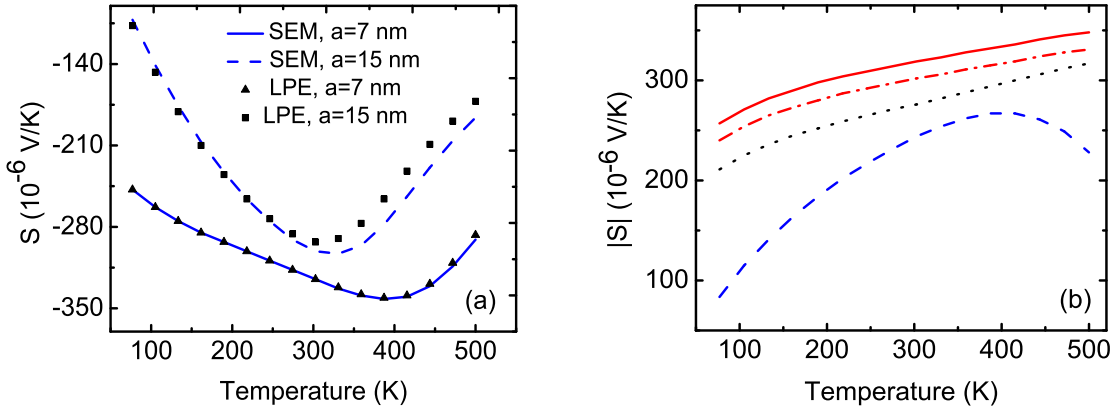 SEM, a=7 nm
SEM, a=15 nm
LPE, a=7 nm
LPE, a=15 nm
-140
-210
-280
-350
S (10⁻⁶ V/K)
(a)
100 200 300 400 500
Temperature (K)
300
200
100
|S| (10⁻⁶ V/K)
(b)
100 200 300 400 500
Temperature (K)